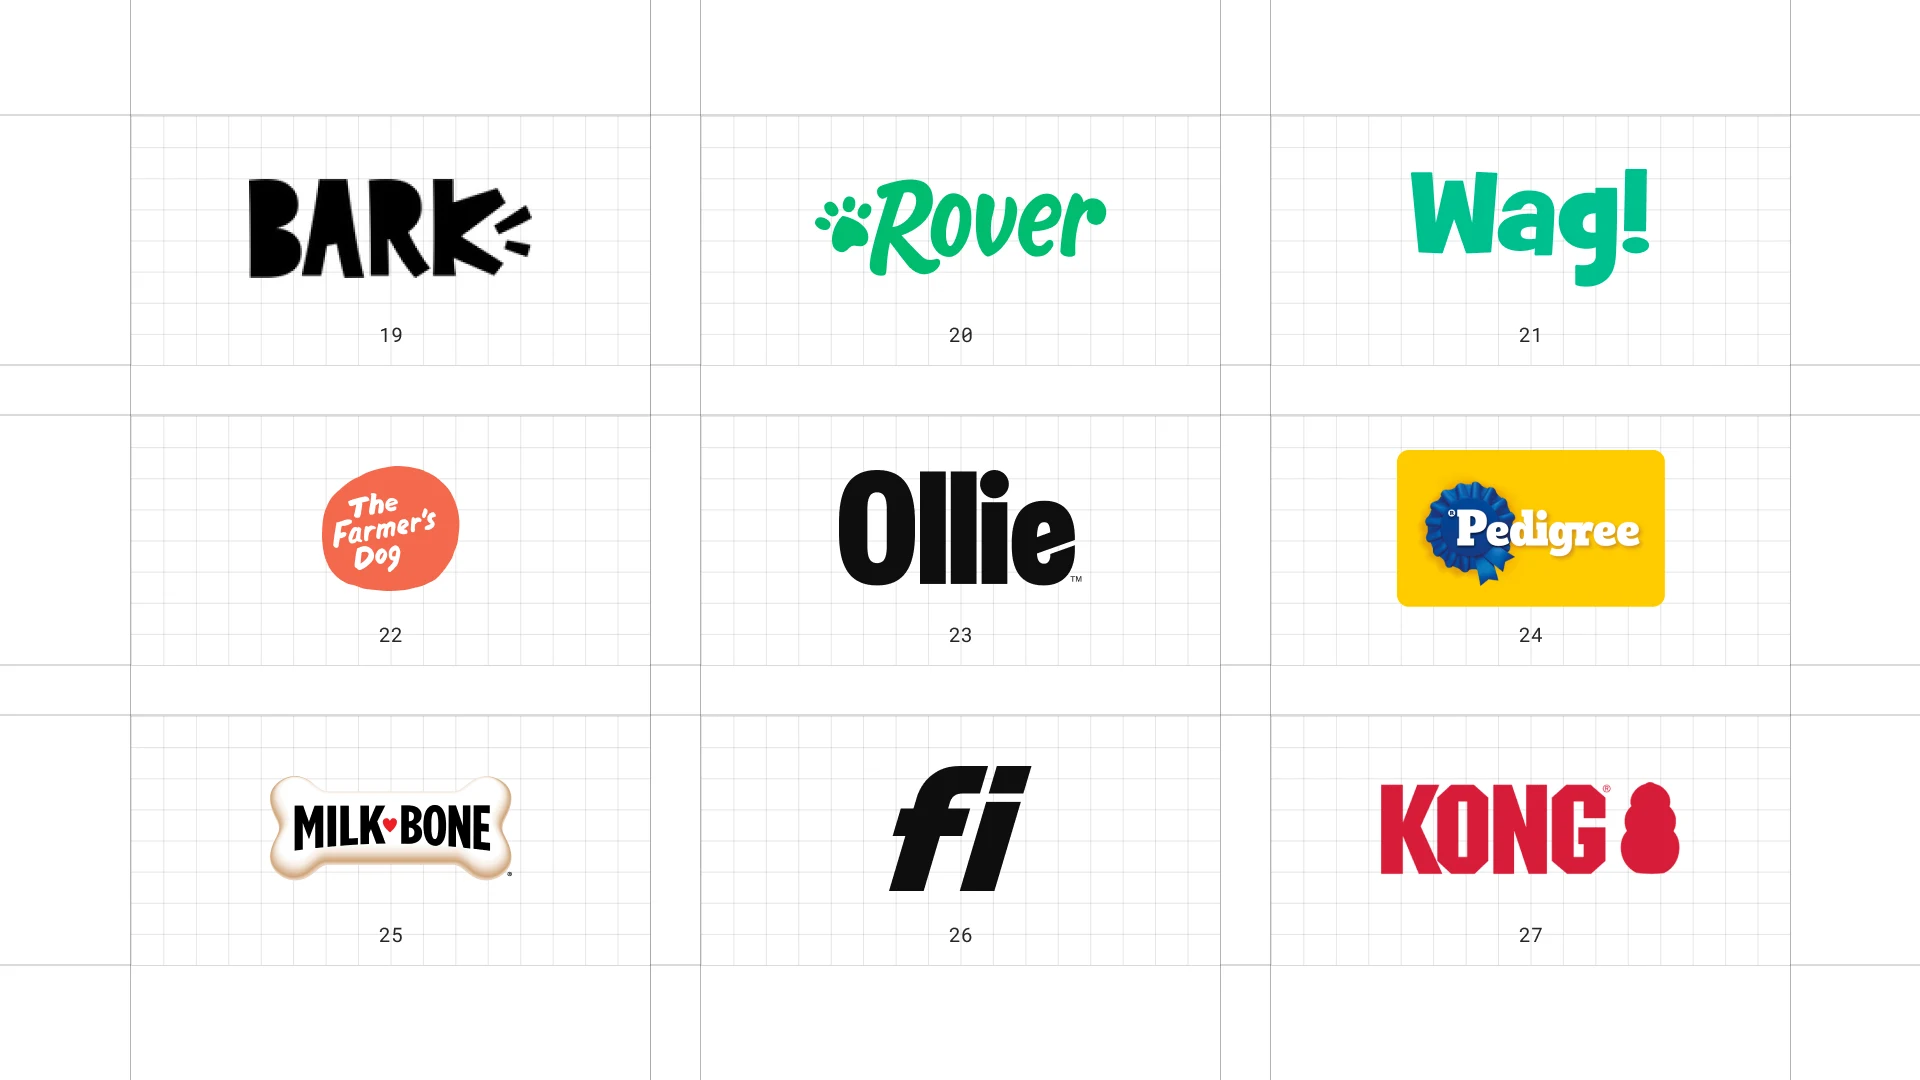 BARK
19
Rover
20
Wag!
21
The
Farmer's
Dog
22
Ollie™
23
®Pedigree
24
MILK BONE®
25
fi
26
KONG®
27